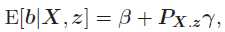 E[b|X, z] = β + P_{X.z}γ,